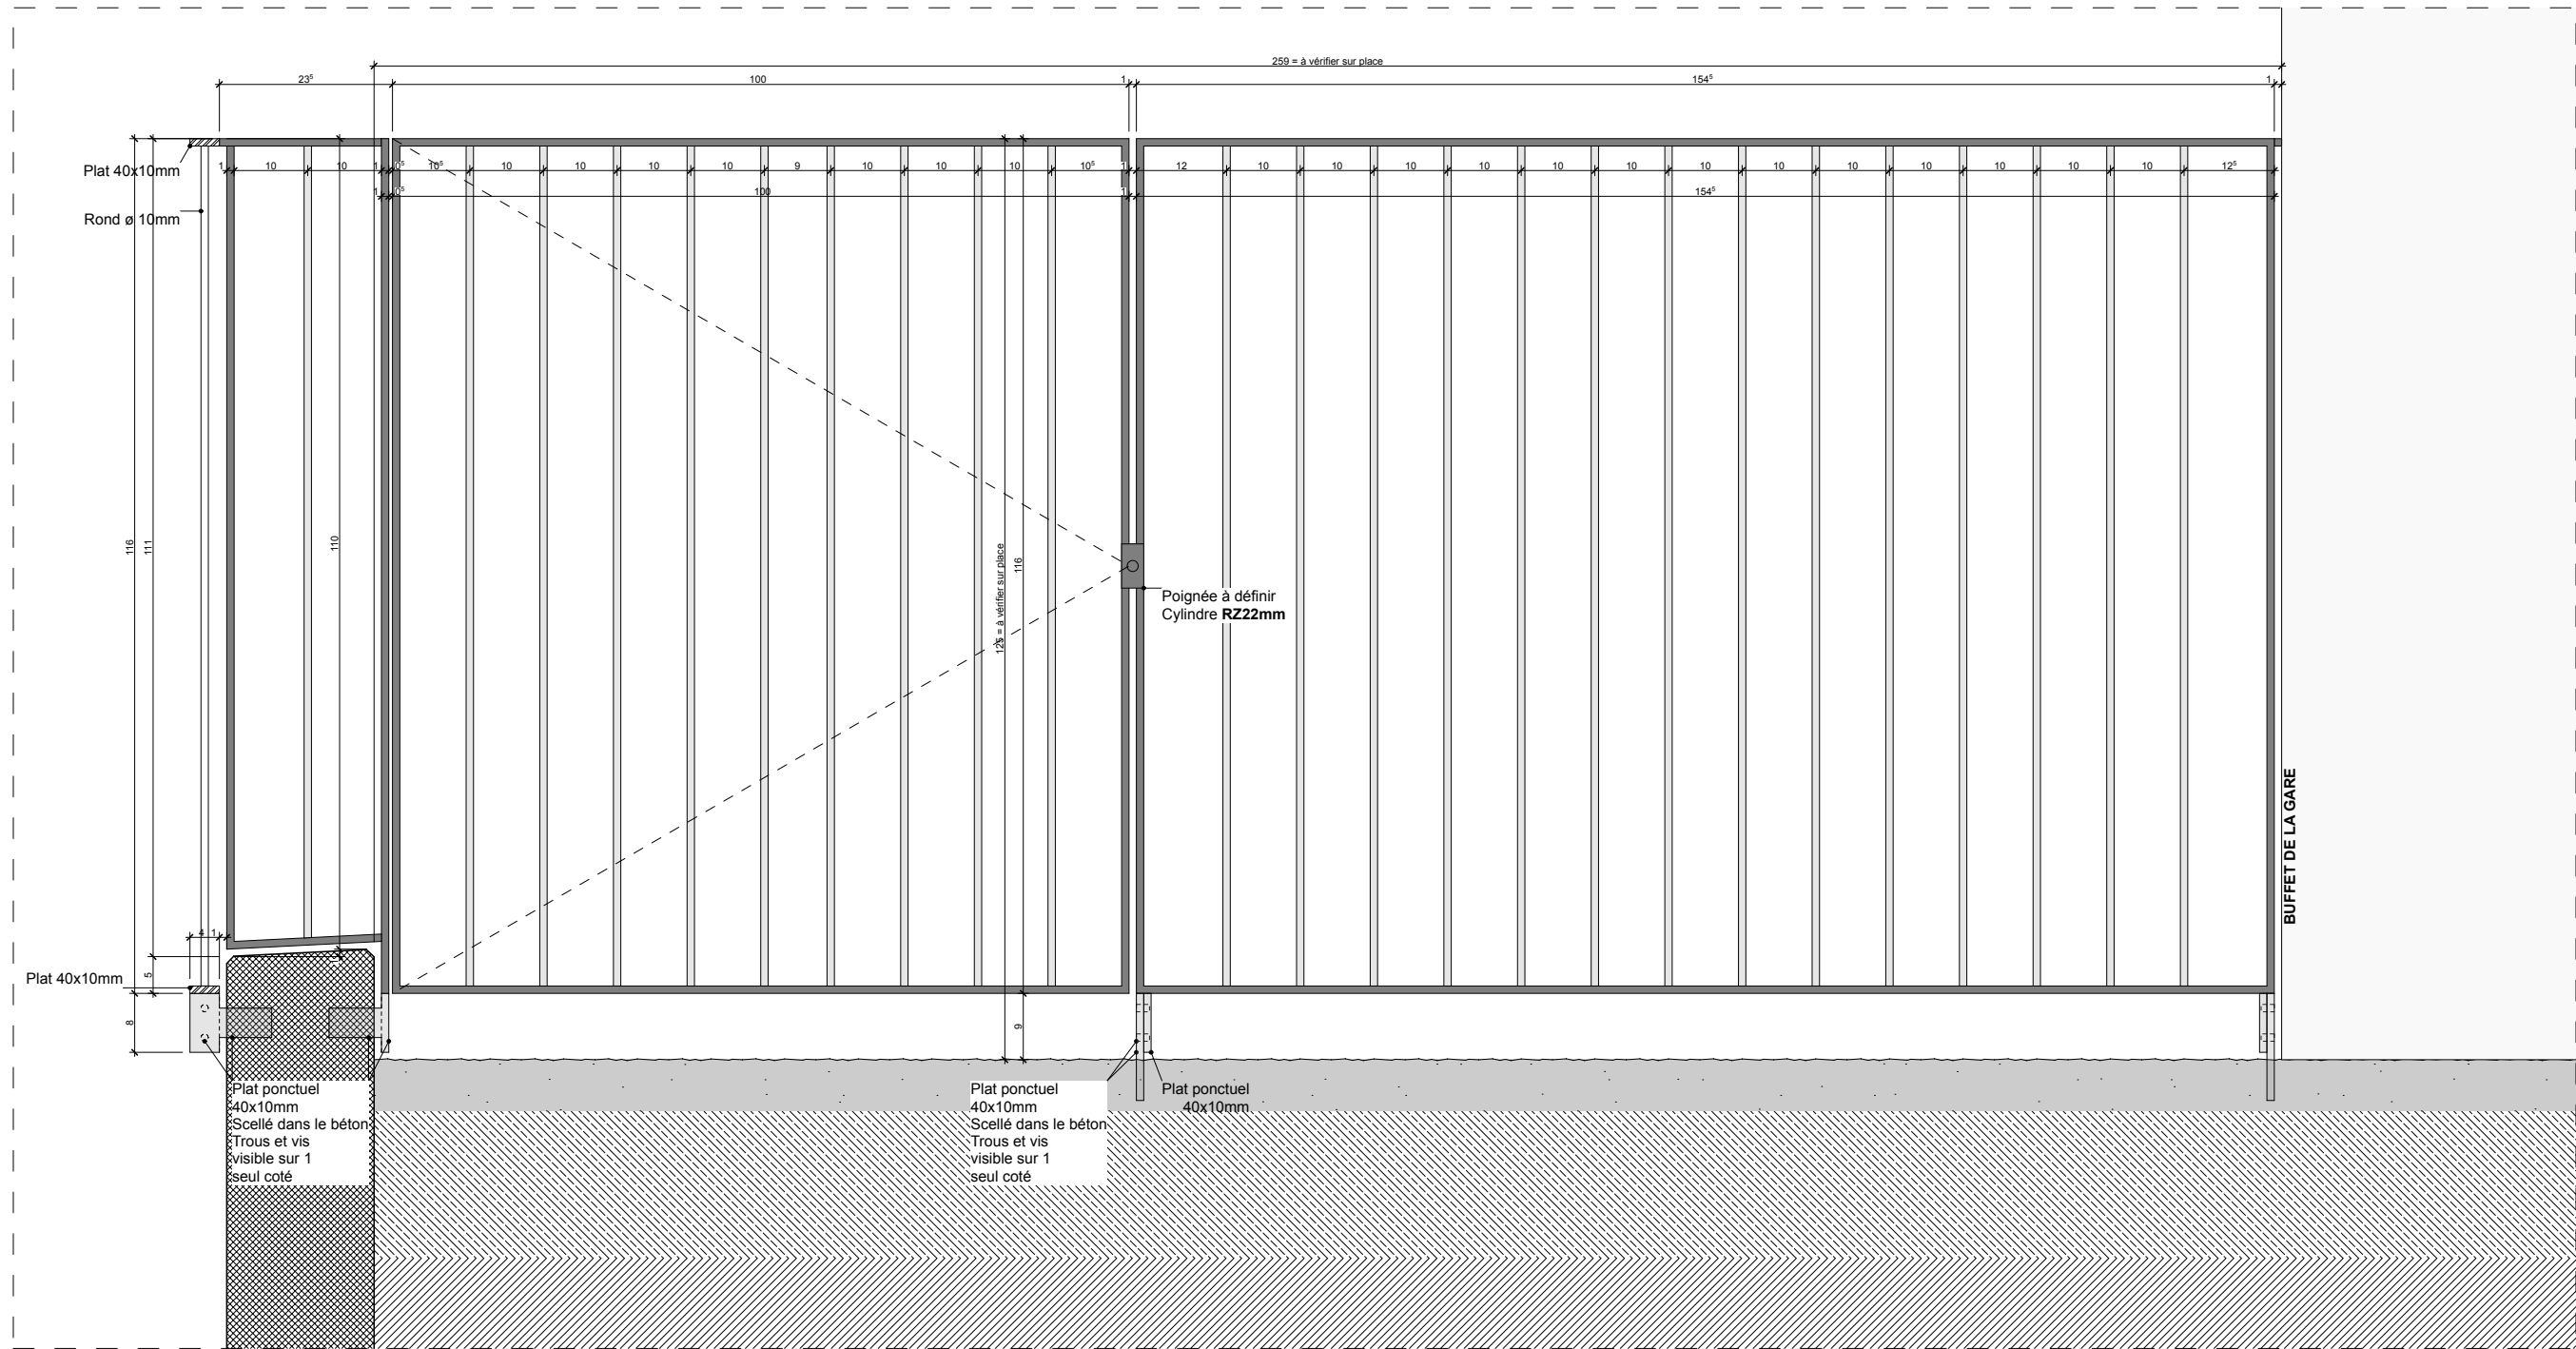 259 = à vérifier sur place
23⁵ 100 1 154⁵ 1
Plat 40x10mm
1 10 10 1 0⁵ 10⁵ 10 10 10 10 9 10 10 10 10⁵ 1 12 10 10 10 10 10 10 10 10 10 10 10 10 10 12⁵
1 0⁵ 100 1 154⁵
Rond ø 10mm
116
111
110
125 = à vérifier sur place
116
Poignée à définir
Cylindre RZ22mm
BUFFET DE LA GARE
4 1
5
Plat 40x10mm
8
9
Plat ponctuel
40x10mm
Scellé dans le béton
Trous et vis
visible sur 1
seul coté
Plat ponctuel
40x10mm
Scellé dans le béton
Trous et vis
visible sur 1
seul coté
Plat ponctuel
40x10mm